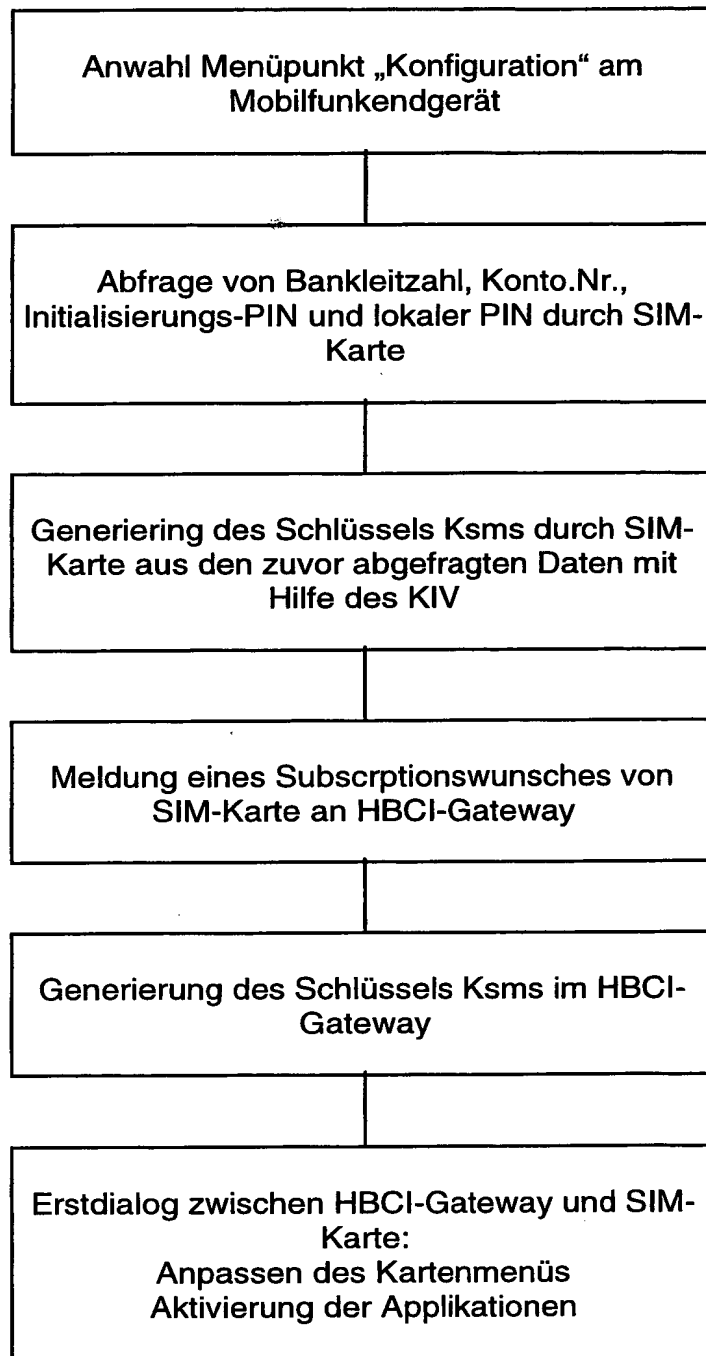 Anwahl Menüpunkt „Konfiguration“ am
Mobilfunkendgerät
Abfrage von Bankleitzahl, Konto.Nr.,
Initialisierungs-PIN und lokaler PIN durch SIM-
Karte
Generiering des Schlüssels Ksms durch SIM-
Karte aus den zuvor abgefragten Daten mit
Hilfe des KIV
Meldung eines Subscrptionswunsches von
SIM-Karte an HBCI-Gateway
Generierung des Schlüssels Ksms im HBCI-
Gateway
Erstdialog zwischen HBCI-Gateway und SIM-
Karte:
Anpassen des Kartenmenüs
Aktivierung der Applikationen